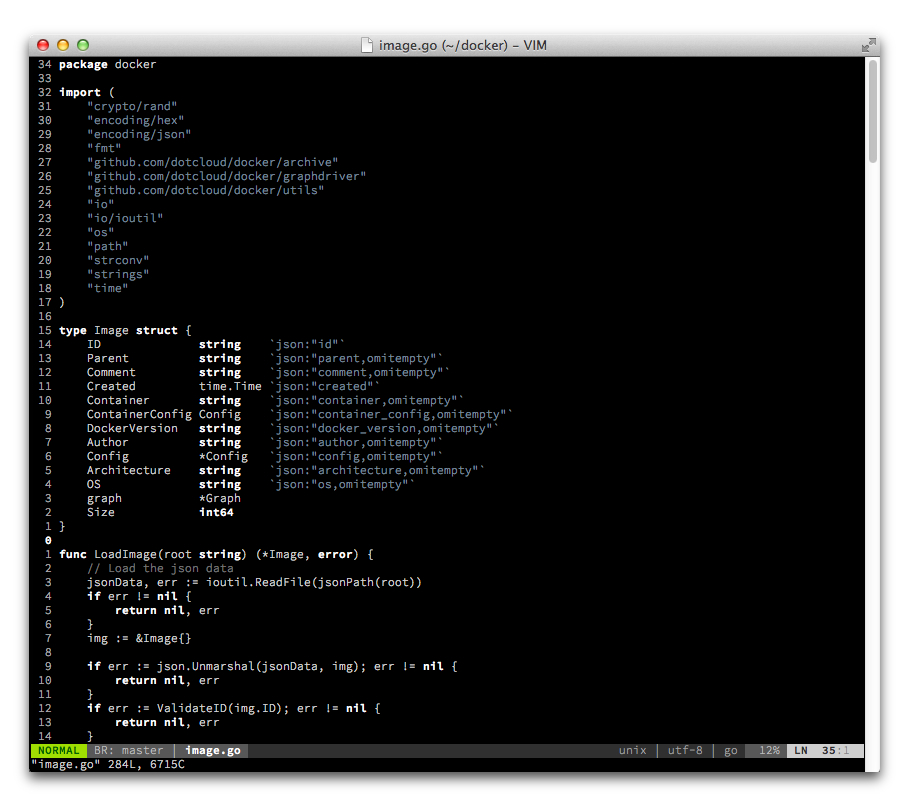 image.go (~/docker) – VIM
34 package docker
33
32 import (
31     "crypto/rand"
30     "encoding/hex"
29     "encoding/json"
28     "fmt"
27     "github.com/dotcloud/docker/archive"
26     "github.com/dotcloud/docker/graphdriver"
25     "github.com/dotcloud/docker/utils"
24     "io"
23     "io/ioutil"
22     "os"
21     "path"
20     "strconv"
19     "strings"
18     "time"
17 )
16
15 type Image struct {
14     ID              string    `json:"id"`
13     Parent          string    `json:"parent,omitempty"`
12     Comment         string    `json:"comment,omitempty"`
11     Created         time.Time `json:"created"`
10     Container       string    `json:"container,omitempty"`
 9     ContainerConfig Config    `json:"container_config,omitempty"`
 8     DockerVersion   string    `json:"docker_version,omitempty"`
 7     Author          string    `json:"author,omitempty"`
 6     Config          *Config   `json:"config,omitempty"`
 5     Architecture    string    `json:"architecture,omitempty"`
 4     OS              string    `json:"os,omitempty"`
 3     graph           *Graph
 2     Size            int64
 1 }
 0
 1 func LoadImage(root string) (*Image, error) {
 2     // Load the json data
 3     jsonData, err := ioutil.ReadFile(jsonPath(root))
 4     if err != nil {
 5         return nil, err
 6     }
 7     img := &Image{}
 8
 9     if err := json.Unmarshal(jsonData, img); err != nil {
10         return nil, err
11     }
12     if err := ValidateID(img.ID); err != nil {
13         return nil, err
14     }
NORMAL BR: master | image.go unix | utf-8 | go 12% LN 35:1
"image.go" 284L, 6715C